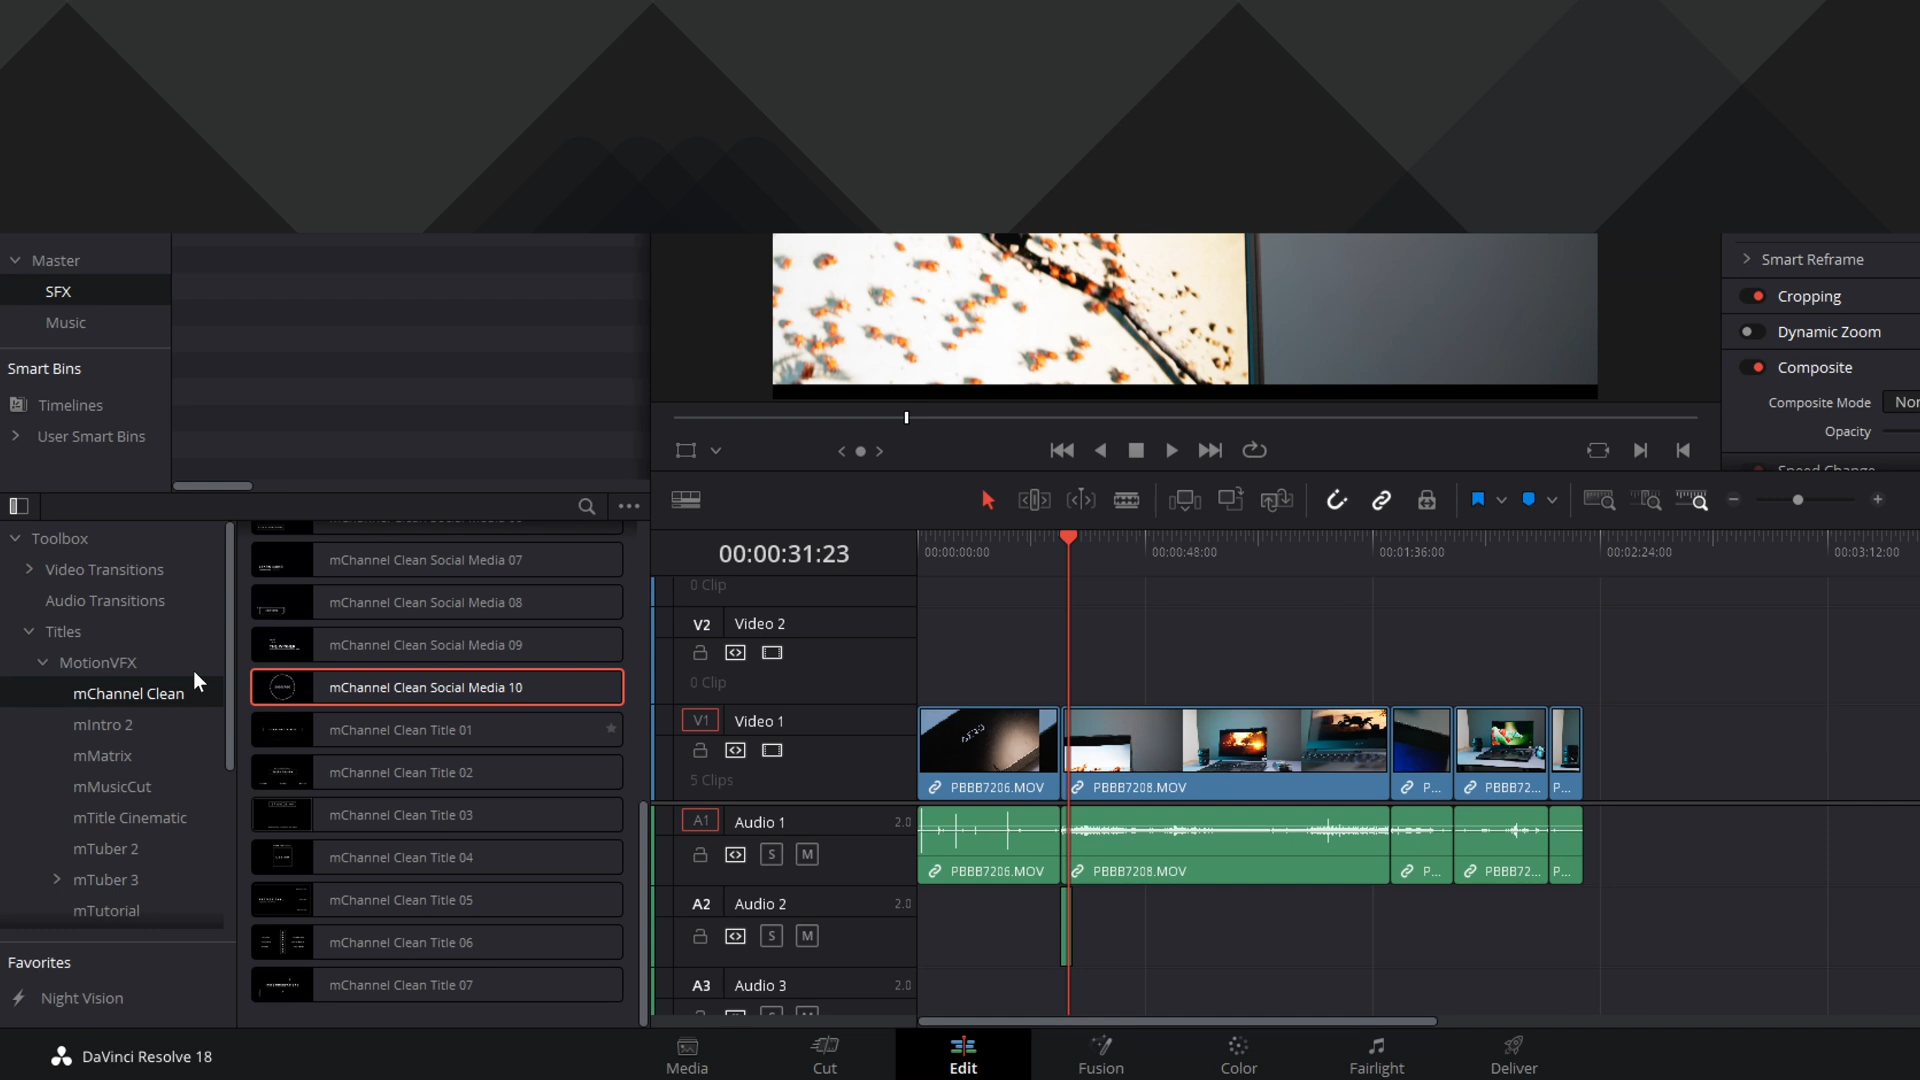 Master
SFX
Music
Smart Bins
Timelines
User Smart Bins
Smart Reframe
Cropping
Dynamic Zoom
Composite
Composite Mode
Nor
Opacity
Toolbox
Video Transitions
Audio Transitions
Titles
MotionVFX
mChannel Clean
mIntro 2
mMatrix
mMusicCut
mTitle Cinematic
mTuber 2
mTuber 3
mTutorial
Favorites
Night Vision
mChannel Clean Social Media 07
mChannel Clean Social Media 08
mChannel Clean Social Media 09
mChannel Clean Social Media 10
mChannel Clean Title 01
mChannel Clean Title 02
mChannel Clean Title 03
mChannel Clean Title 04
mChannel Clean Title 05
mChannel Clean Title 06
mChannel Clean Title 07
00:00:31:23
00:00:00:00 00:00:48:00 00:01:36:00 00:02:24:00 00:03:12:00
0 Clip
V2 Video 2
0 Clip
V1 Video 1
5 Clips
PBBB7206.MOV PBBB7208.MOV P... PBBB72... P...
A1 Audio 1 2.0
S M
PBBB7206.MOV PBBB7208.MOV P... PBBB72... P...
A2 Audio 2 2.0
S M
A3 Audio 3 2.0
DaVinci Resolve 18
Media Cut Edit Fusion Color Fairlight Deliver